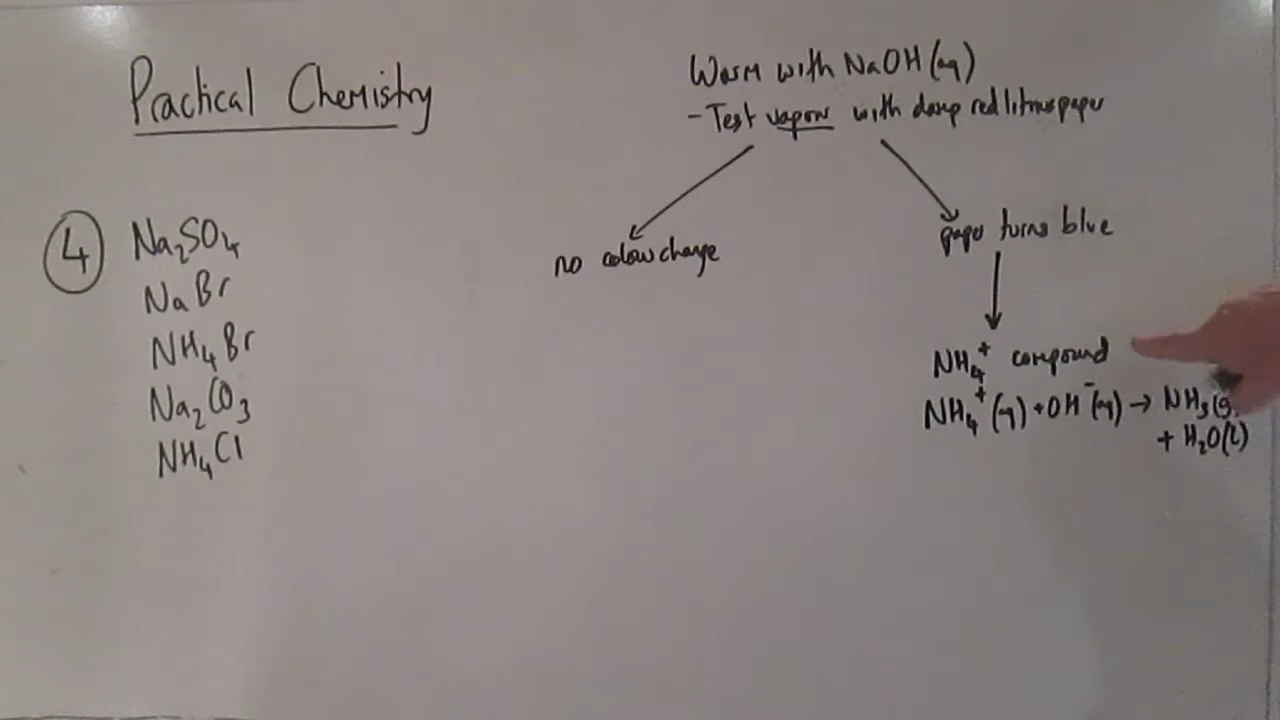 Practical Chemistry
④ Na₂SO₄
NaBr
NH₄Br
Na₂CO₃
NH₄Cl
Warm with NaOH(aq)
- Test vapour with damp red litmus paper
no colour change
paper turns blue
NH₄⁺ compound
NH₄⁺(aq) + OH⁻(aq) → NH₃(g)
+ H₂O(l)